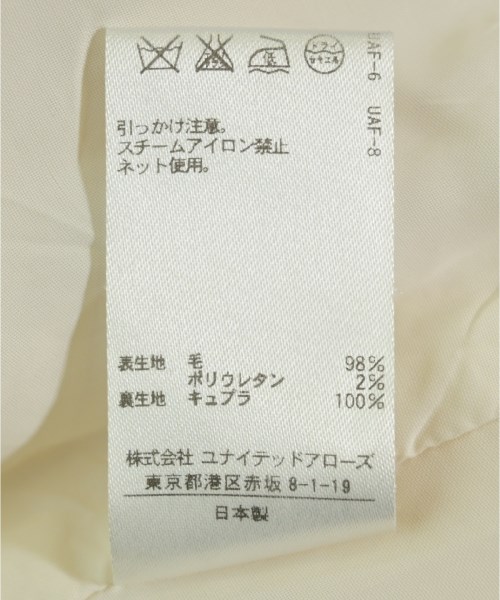 低
ドライ
セキユ系
UAF-6 UAF-8
引っかけ注意。
スチームアイロン禁止
ネット使用。
表生地 毛 98%
ポリウレタン 2%
裏生地 キュプラ 100%
株式会社 ユナイテッドアローズ
東京都港区赤坂 8-1-19
日本製